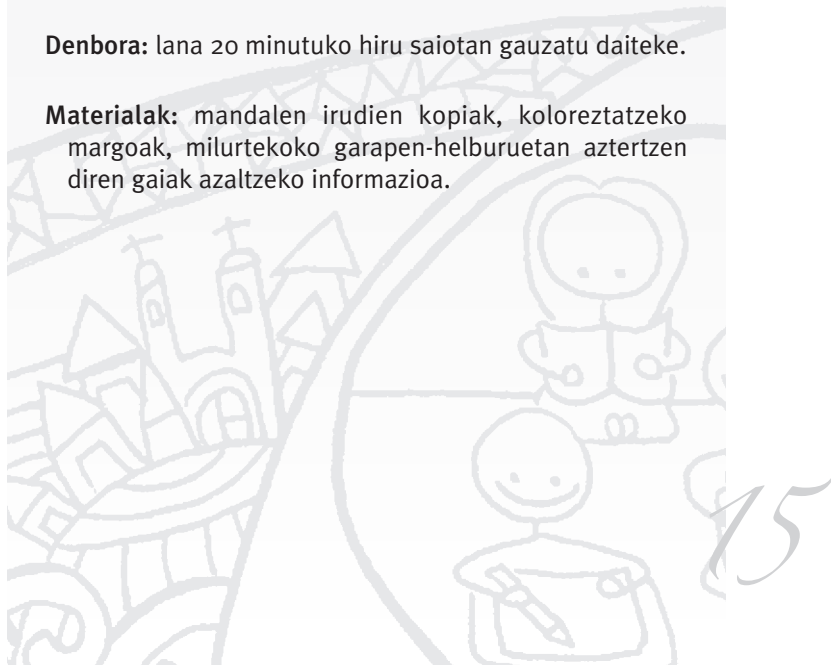 Denbora: lana 20 minutuko hiru saiotan gauzatu daiteke.
Materialak: mandalen irudien kopiak, koloreztatzeko
margoak, milurtekoko garapen-helburuetan aztertzen
diren gaiak azaltzeko informazioa.
15